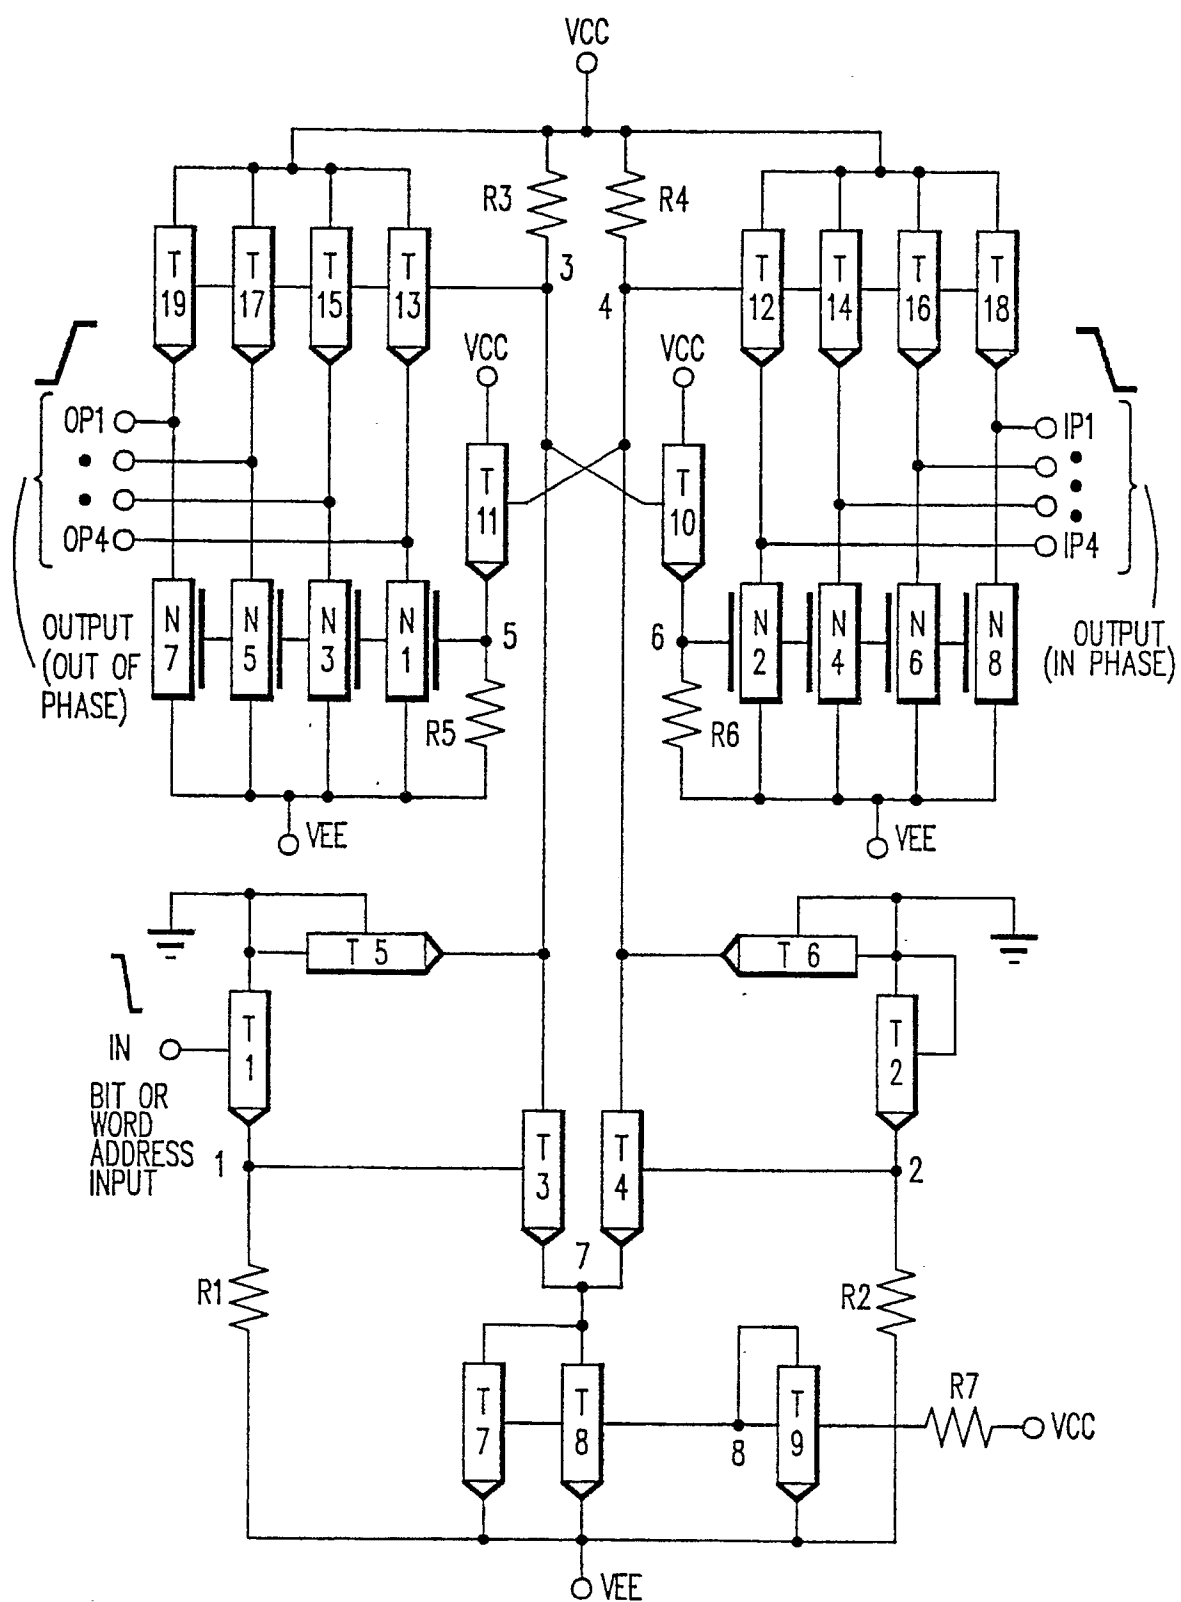 VCC
R3
R4
T 19
T 17
T 15
T 13
3
4
T 12
T 14
T 16
T 18
VCC
VCC
OP1
OP4
T 11
T 10
IP1
IP4
N 7
N 5
N 3
N 1
5
6
N 2
N 4
N 6
N 8
OUTPUT
(OUT OF
PHASE)
OUTPUT
(IN PHASE)
R5
R6
VEE
VEE
T 5
T 6
IN
T 1
T 2
BIT OR
WORD
ADDRESS
INPUT
1
T 3
T 4
2
7
R1
R2
T 7
T 8
8
T 9
R7
VCC
VEE